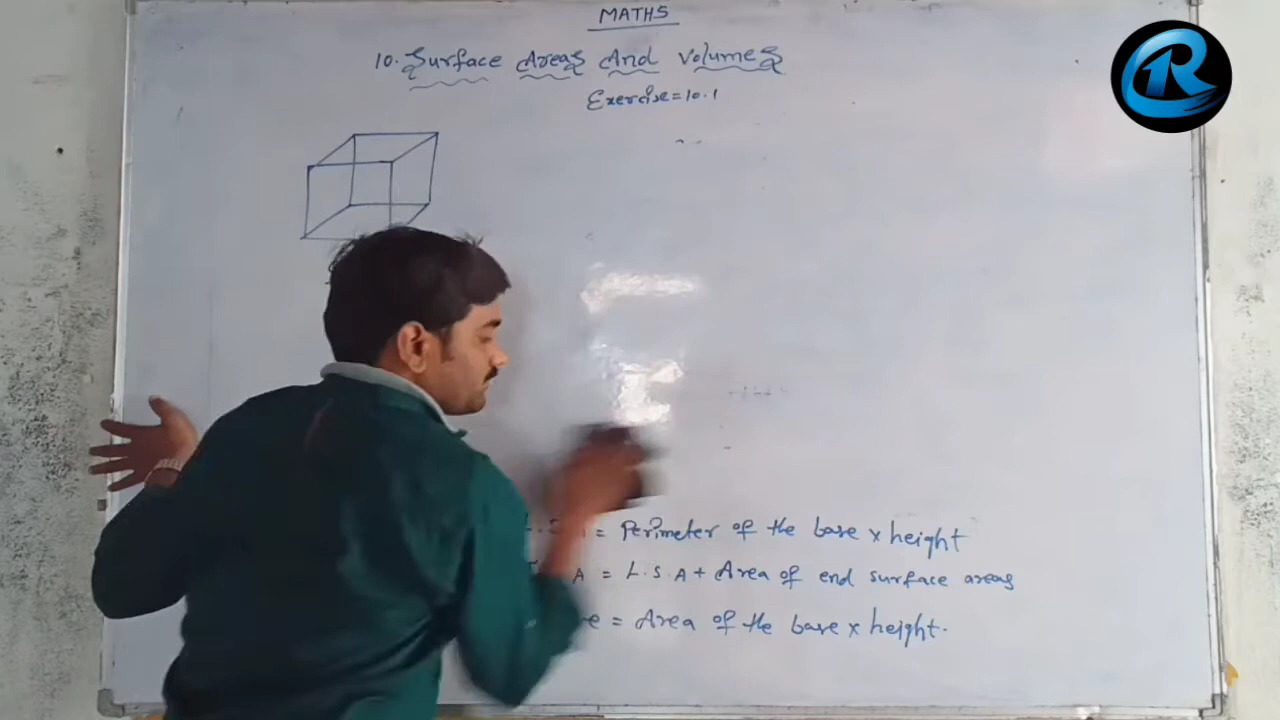 MATHS
10. Surface Areas And Volumes
Exercise = 10.1
= Perimeter of the base x height
A = L.S.A + Area of end surface areas
= Area of the base x height.
R